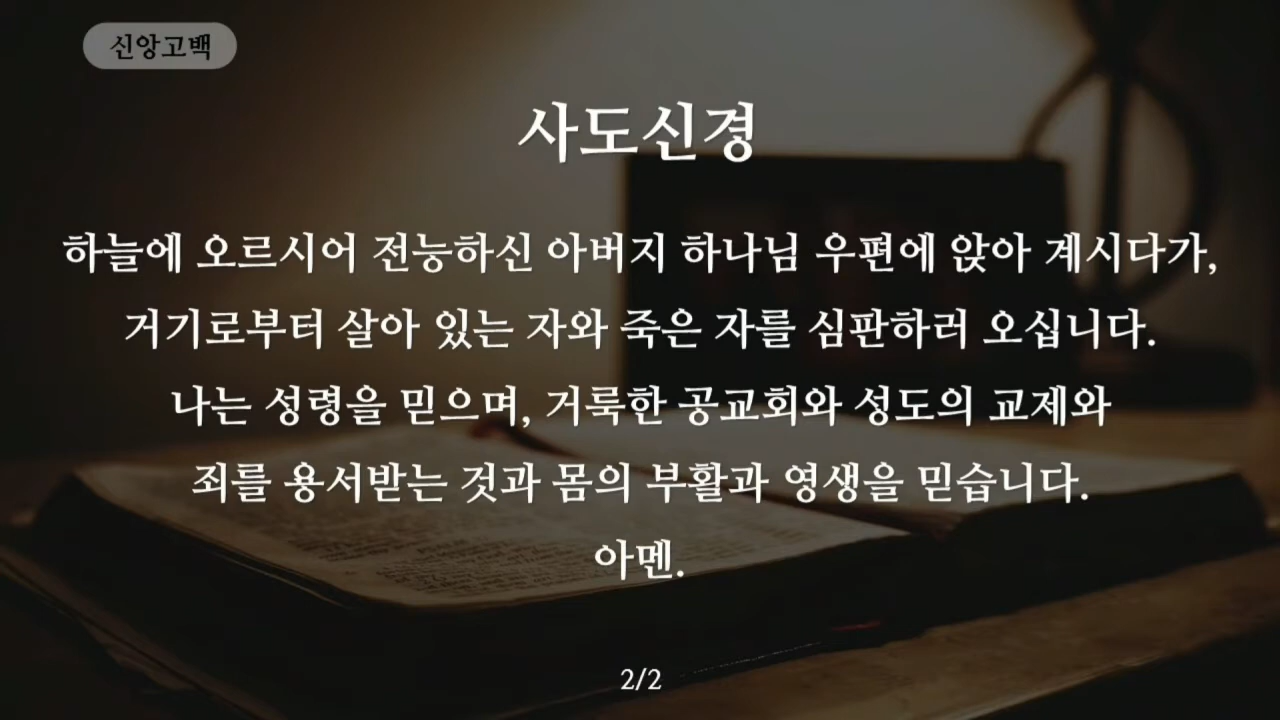 신앙고백
사도신경
하늘에 오르시어 전능하신 아버지 하나님 우편에 앉아 계시다가,
거기로부터 살아 있는 자와 죽은 자를 심판하러 오십니다.
나는 성령을 믿으며, 거룩한 공교회와 성도의 교제와
죄를 용서받는 것과 몸의 부활과 영생을 믿습니다.
아멘.
2/2